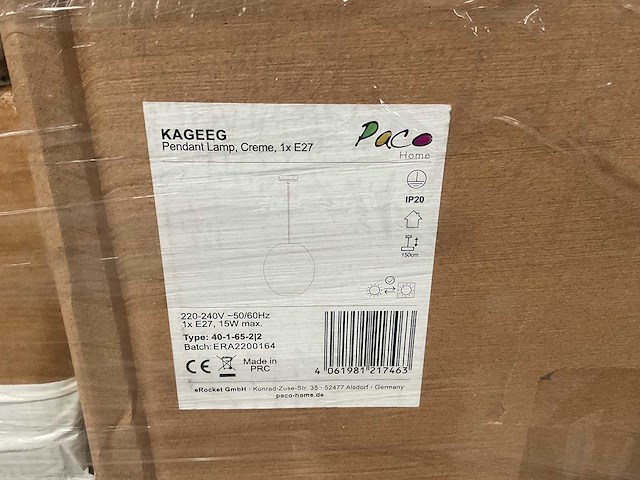 KAGEEG
Pendant Lamp, Creme, 1x E27
Paco
Home
IP20
150cm
220-240V ~50/60Hz
1x E27, 15W max.
Type: 40-1-65-2|2
Batch: ERA2200164
CE
Made in
PRC
4 061981 217463
eRocket GmbH · Konrad-Zuse-Str. 35 · 52477 Alsdorf · Germany
paco-home.de